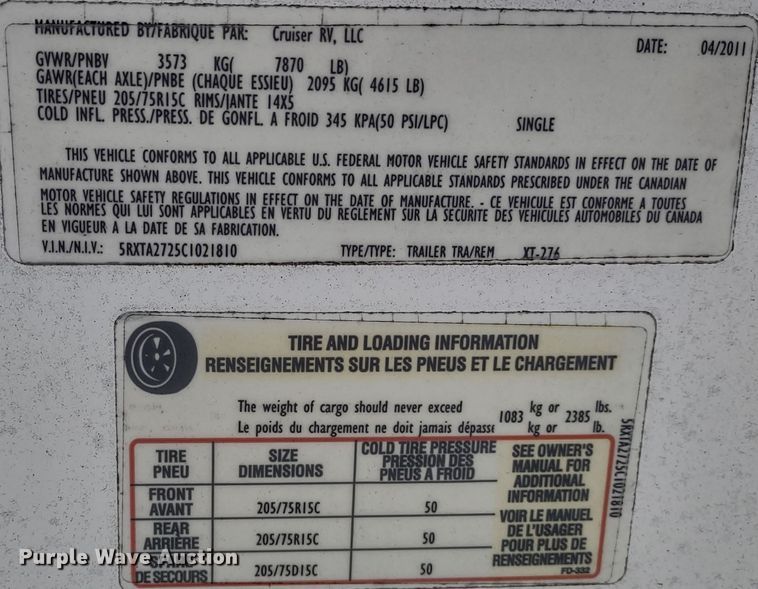 MANUFACTURED BY/FABRIQUE PAR: Cruiser RV, LLC
DATE: 04/2011
GVWR/PNBV 3573 KG( 7870 LB)
GAWR(EACH AXLE)/PNBE (CHAQUE ESSIEU) 2095 KG( 4615 LB)
TIRES/PNEU 205/75R15C RIMS/JANTE 14X5
COLD INFL. PRESS./PRESS. DE GONFL. A FROID 345 KPA(50 PSI/LPC) SINGLE
THIS VEHICLE CONFORMS TO ALL APPLICABLE U.S. FEDERAL MOTOR VEHICLE SAFETY STANDARDS IN EFFECT ON THE DATE OF
MANUFACTURE SHOWN ABOVE. THIS VEHICLE CONFORMS TO ALL APPLICABLE STANDARDS PRESCRIBED UNDER THE CANADIAN
MOTOR VEHICLE SAFETY REGULATIONS IN EFFECT ON THE DATE OF MANUFACTURE. - CE VEHICULE EST CONFORME A TOUTES
LES NORMES QUI LUI SONT APPLICABLES EN VERTU DU REGLEMENT SUR LA SECURITE DES VEHICULES AUTOMOBILES DU CANADA
EN VIGUEUR A LA DATE DE SA FABRICATION.
V.I.N./N.I.V.: 5RXTA2725C1021810 TYPE/TYPE: TRAILER TRA/REM XT-276
TIRE AND LOADING INFORMATION
RENSEIGNEMENTS SUR LES PNEUS ET LE CHARGEMENT
The weight of cargo should never exceed 1083 kg or 2385 lbs.
Le poids du chargement ne doit jamais dépasse kg or lb.
TIRE
PNEU
SIZE
DIMENSIONS
COLD TIRE PRESSURE
PRESSION DES
PNEUS A FROID
FRONT
AVANT
205/75R15C 50
REAR
ARRIÈRE
205/75R15C 50
DE SECOURS
205/75D15C 50
SEE OWNER'S
MANUAL FOR
ADDITIONAL
INFORMATION
VOIR LE MANUEL
DE L'USAGER
POUR PLUS DE
RENSEIGNEMENTS
FD-332
5RXTA2725C1021810
Purple Wave Auction